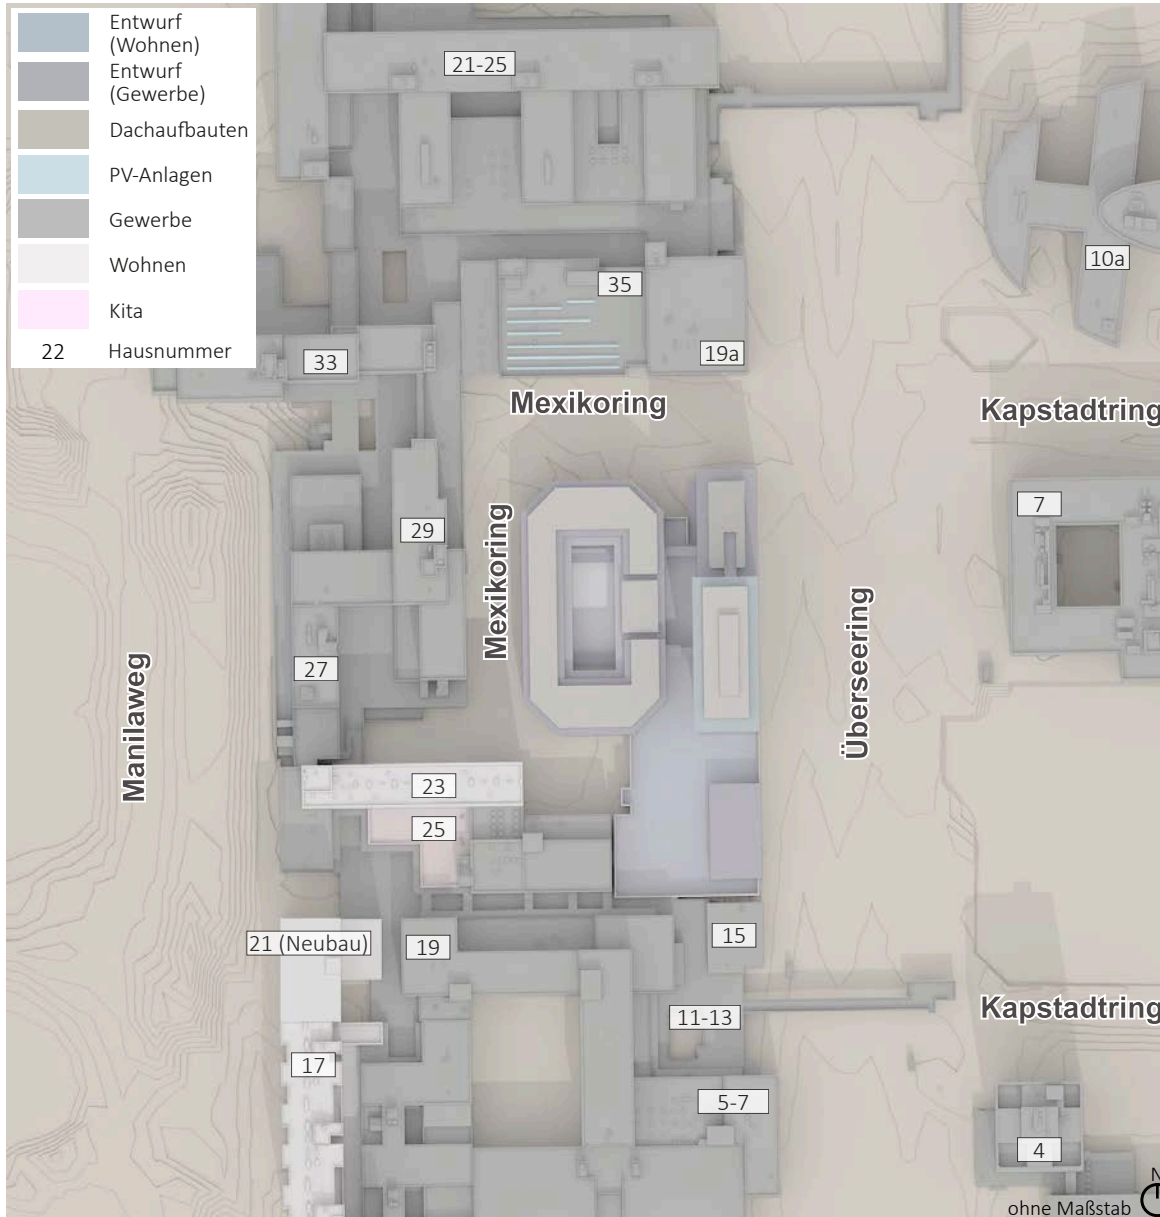 Entwurf
(Wohnen)
Entwurf
(Gewerbe)
Dachaufbauten
PV-Anlagen
Gewerbe
Wohnen
Kita
22 Hausnummer
21-25
10a
35
19a
33
Mexikoring
Kapstadtring
7
29
Mexikoring
Überseering
27
Manilaweg
23
25
21 (Neubau)
19
15
11-13
Kapstadtring
17
5-7
4
N
ohne Maßstab